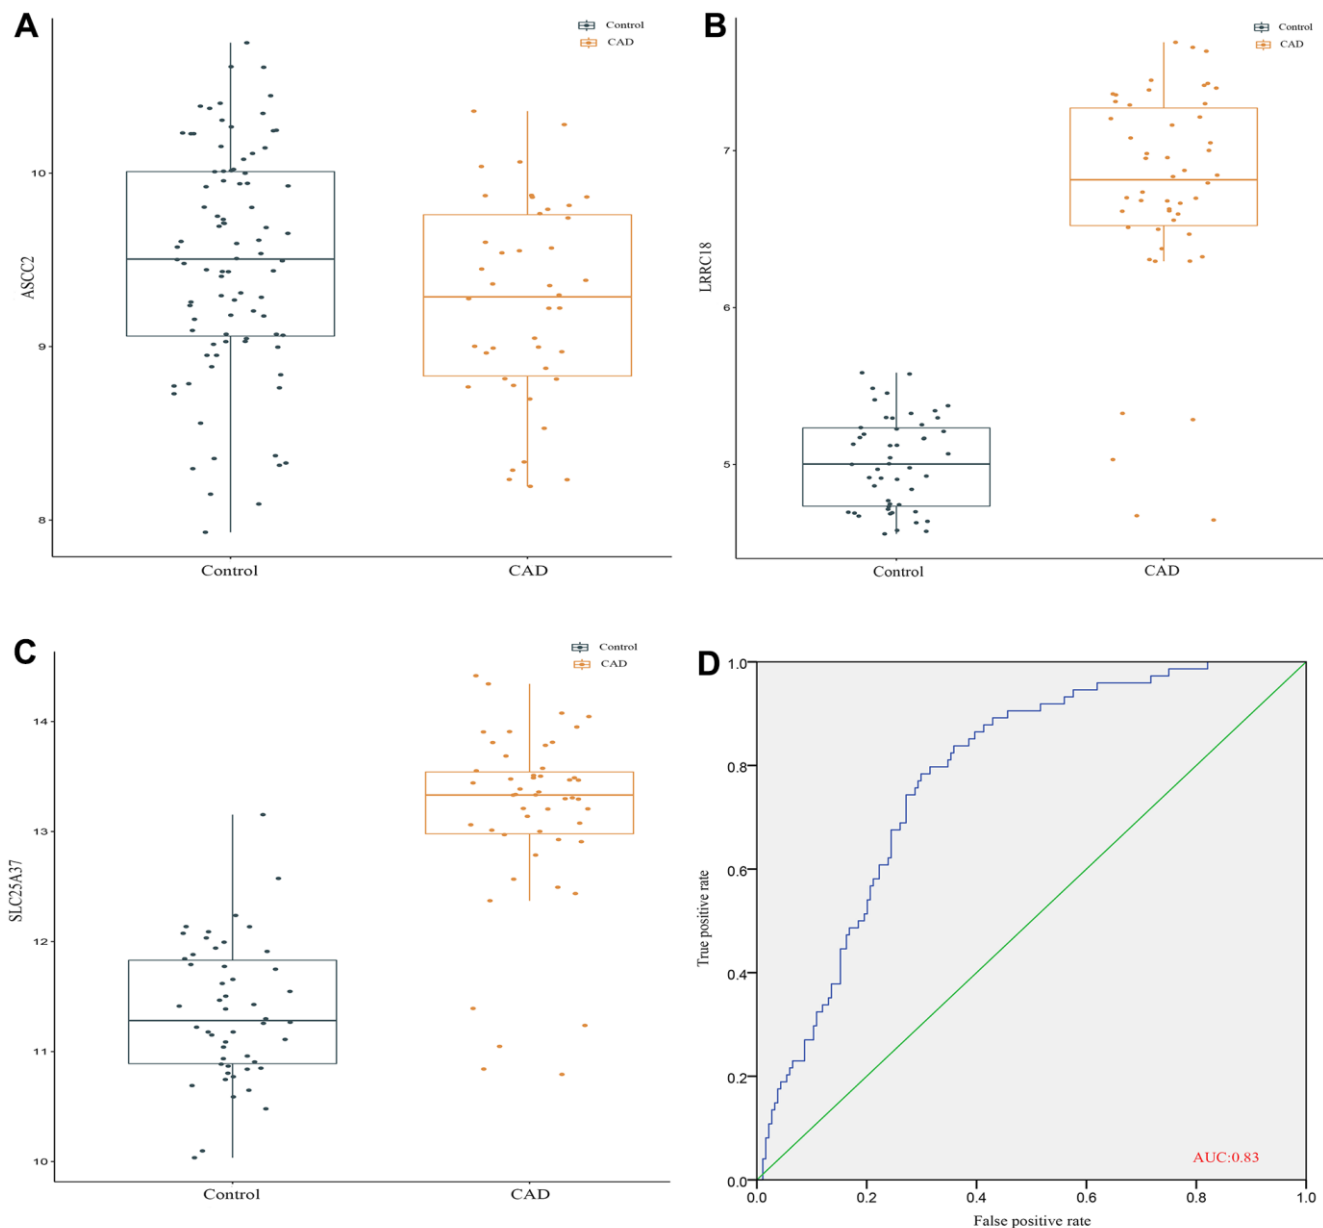 A
Control
CAD
ASCC2
10
9
8
Control
CAD
B
Control
CAD
LRRC18
7
6
5
Control
CAD
C
Control
CAD
SLC25A37
14
13
12
11
10
Control
CAD
D
True positive rate
1.0
0.8
0.6
0.4
0.2
0.0
AUC:0.83
0.0 0.2 0.4 0.6 0.8 1.0
False positive rate